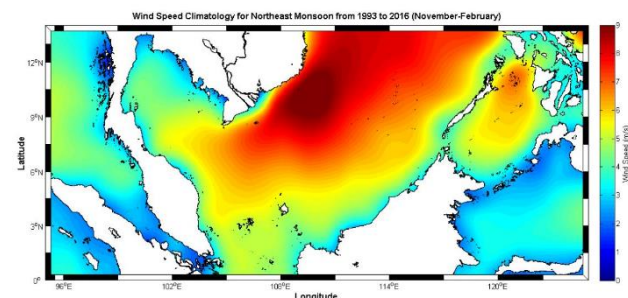 Wind Speed Climatology for Northeast Monsoon from 1993 to 2016 (November-February)
12°N
9°N
6°N
3°N
0°
96°E
102°E
108°E
114°E
120°E
Latitude
Longitude
9
8
7
6
5
4
3
2
1
0
Wind Speed (m/s)